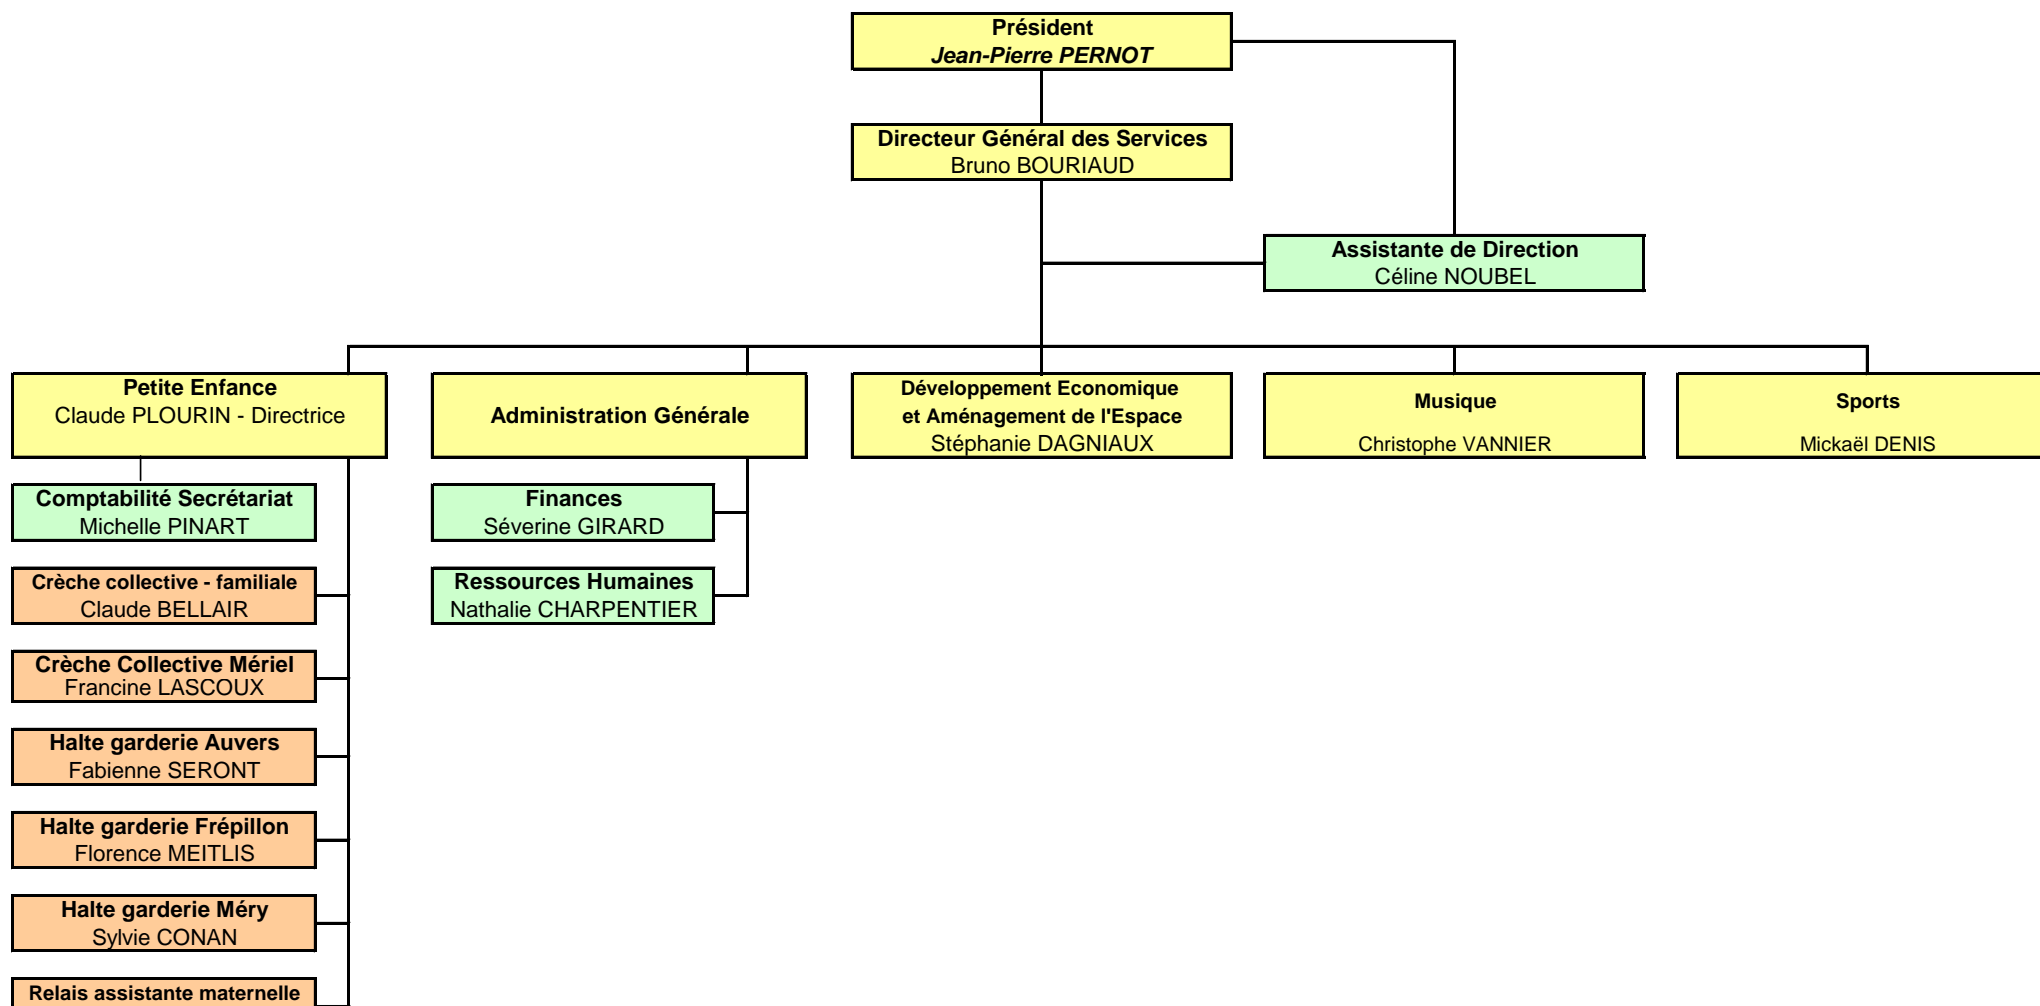 Président
Jean-Pierre PERNOT
Directeur Général des Services
Bruno BOURIAUD
Assistante de Direction
Céline NOUBEL
Petite Enfance
Claude PLOURIN - Directrice
Administration Générale
Développement Economique
et Aménagement de l'Espace
Stéphanie DAGNIAUX
Musique
Christophe VANNIER
Sports
Mickaël DENIS
Comptabilité Secrétariat
Michelle PINART
Finances
Séverine GIRARD
Crèche collective - familiale
Claude BELLAIR
Ressources Humaines
Nathalie CHARPENTIER
Crèche Collective Mériel
Francine LASCOUX
Halte garderie Auvers
Fabienne SERONT
Halte garderie Frépillon
Florence MEITLIS
Halte garderie Méry
Sylvie CONAN
Relais assistante maternelle